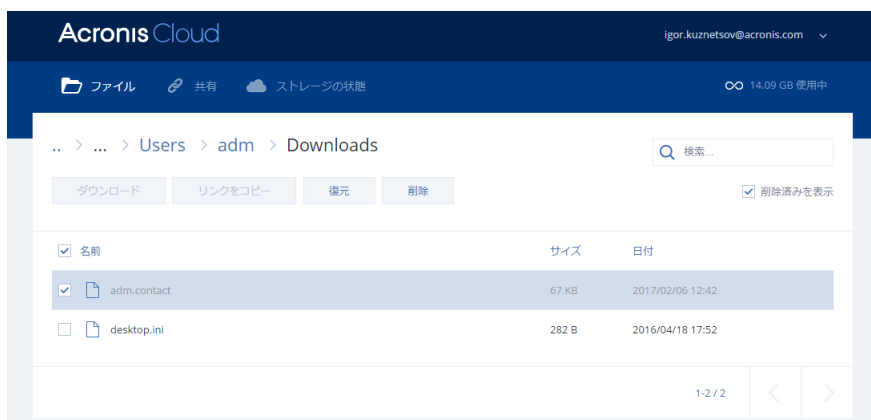 Acronis Cloud igor.kuznetsov@acronis.com
ファイル 共有 ストレージの状態 14.09 GB 使用中
.. > ... > Users > adm > Downloads 検索...
ダウンロード リンクをコピー 復元 削除 削除済みを表示
名前 サイズ 日付
adm.contact 67 KB 2017/02/06 12:42
desktop.ini 282 B 2016/04/18 17:52
1-2 / 2